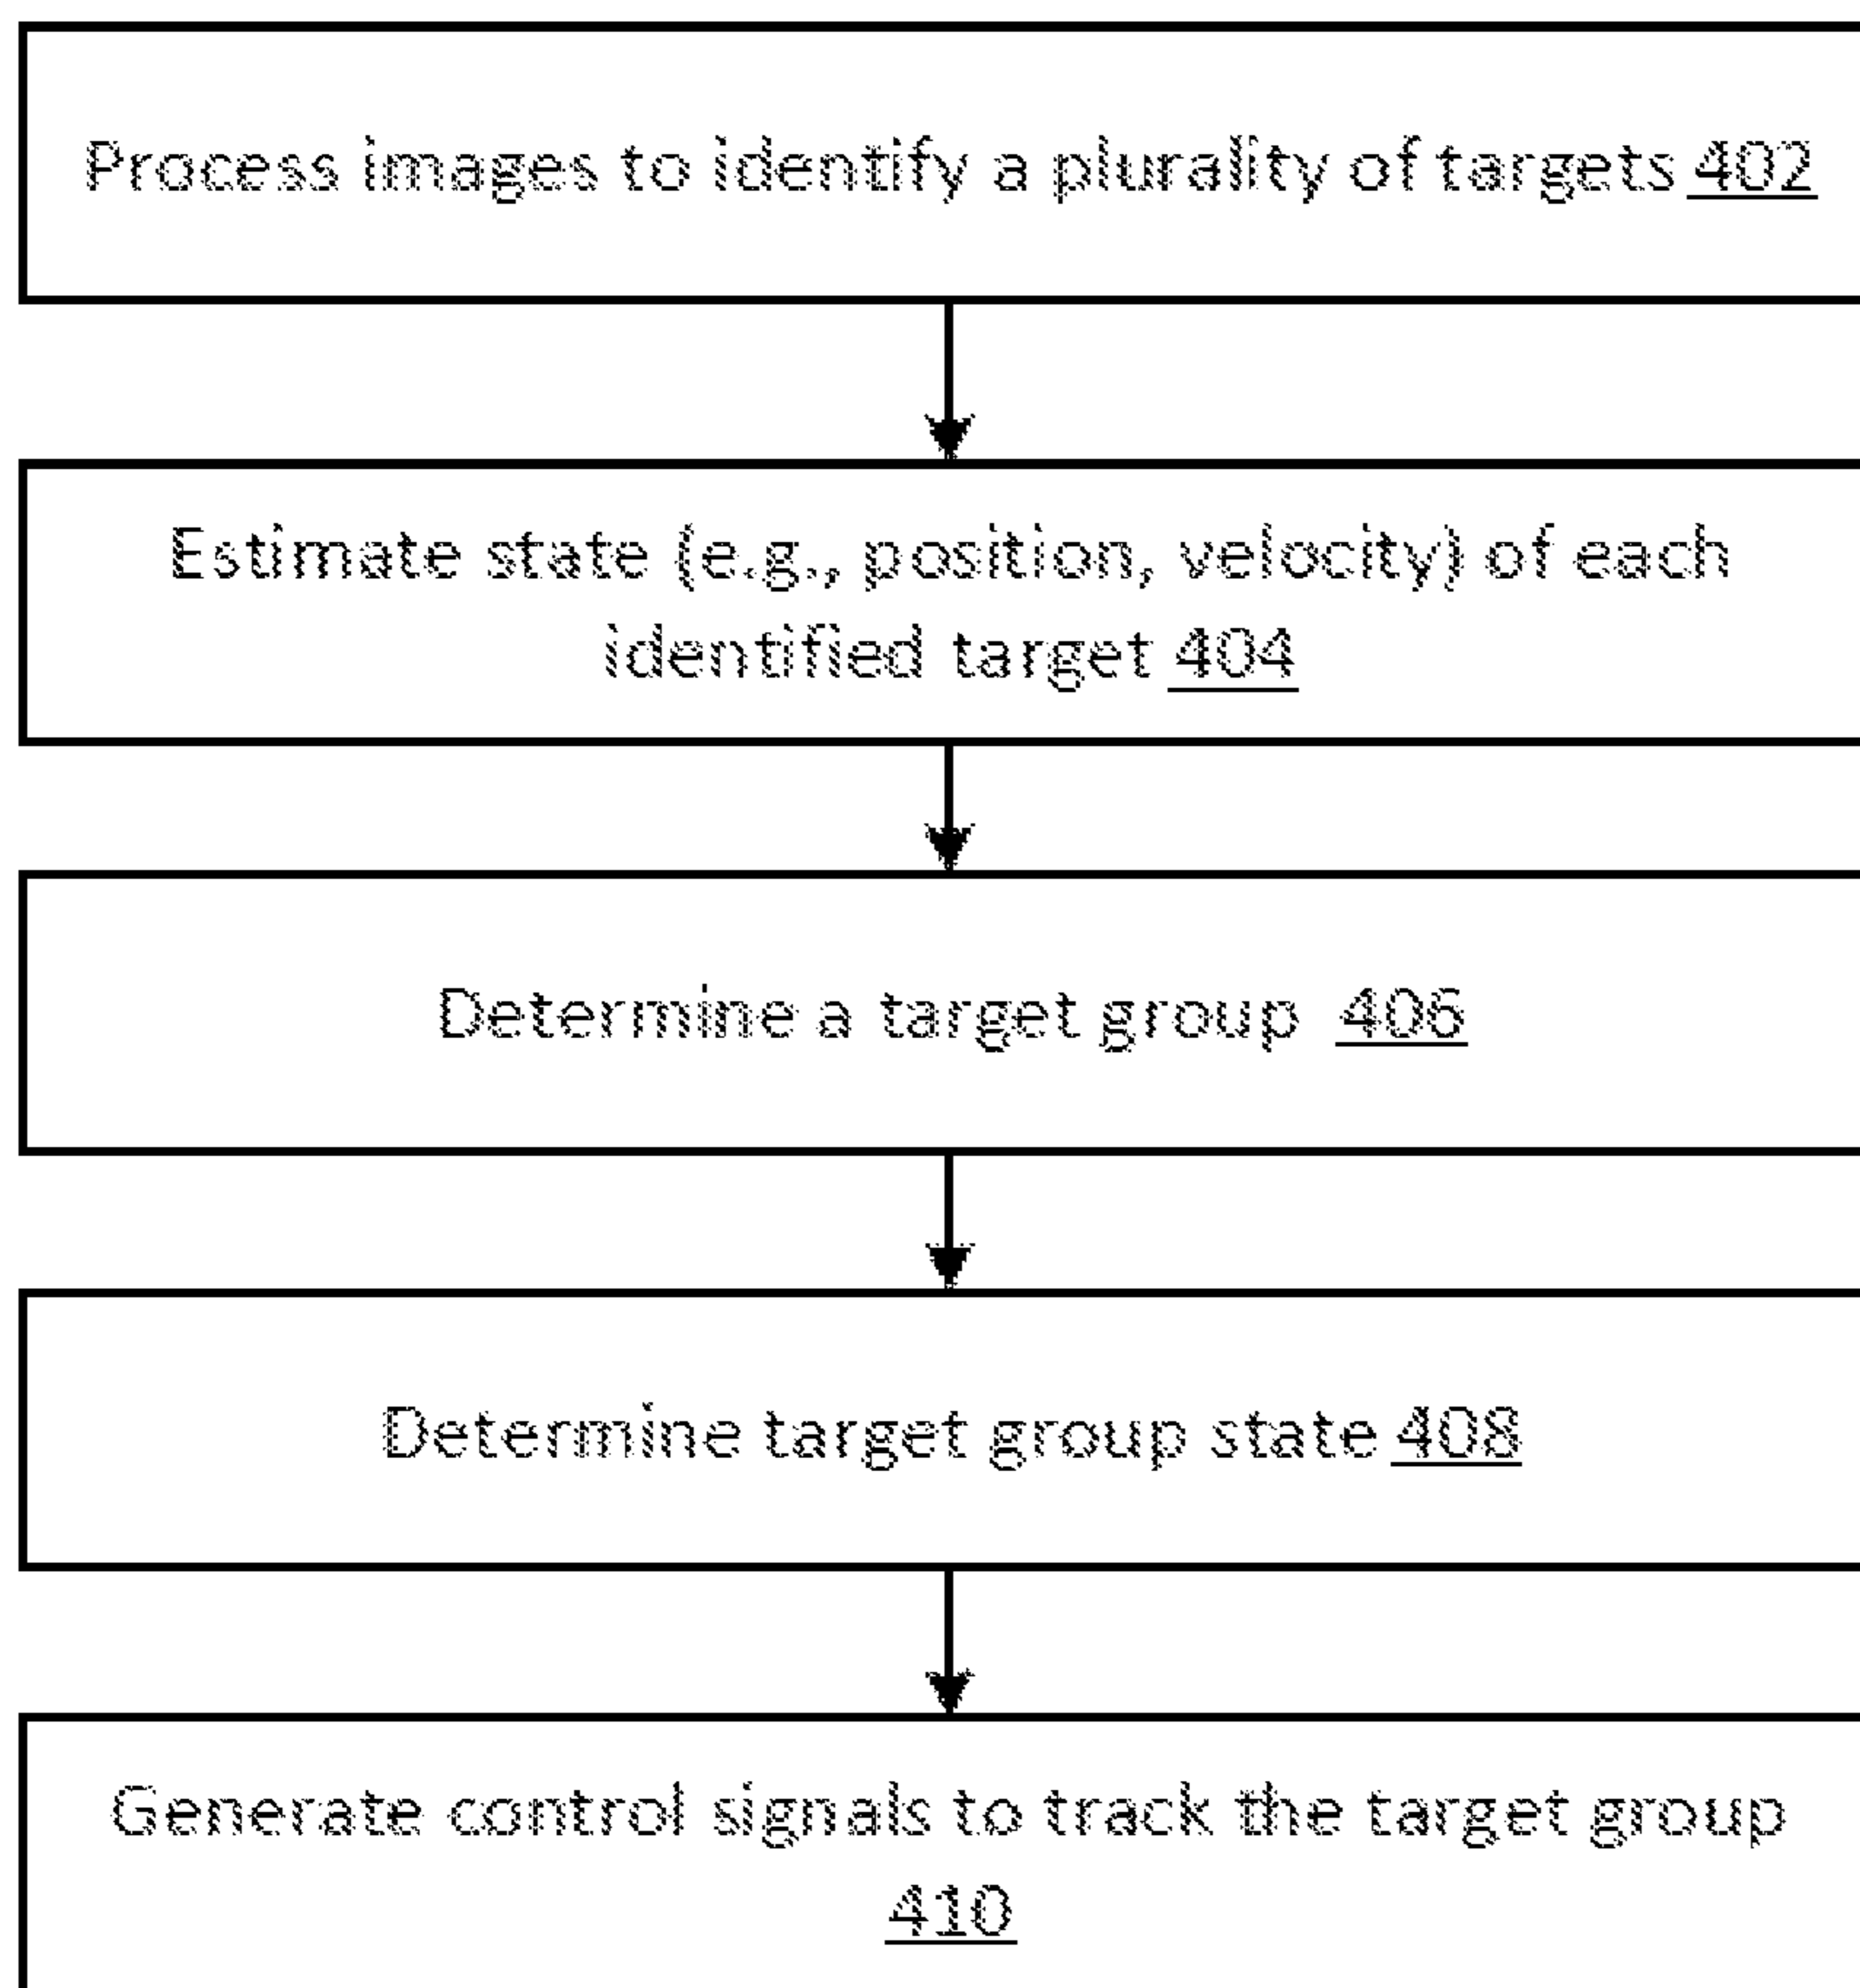 Process images to identify a plurality of targets 402
Estimate state (e.g., position, velocity) of each
identified target 404
Determine a target group 406
Determine target group state 408
Generate control signals to track the target group
410